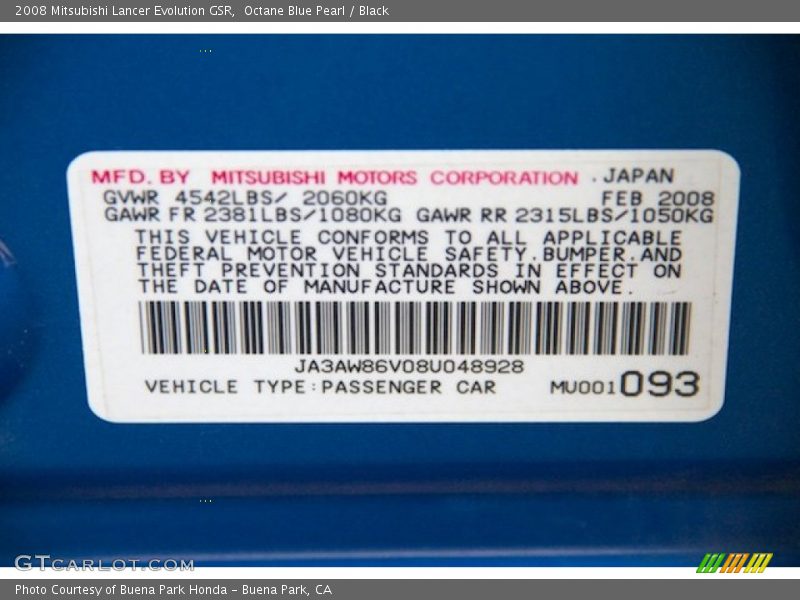 2008 Mitsubishi Lancer Evolution GSR,  Octane Blue Pearl / Black
MFD. BY  MITSUBISHI MOTORS CORPORATION . JAPAN
GVWR 4542LBS/ 2060KG FEB 2008
GAWR FR 2381LBS/1080KG GAWR RR 2315LBS/1050KG
THIS VEHICLE CONFORMS TO ALL APPLICABLE
FEDERAL MOTOR VEHICLE SAFETY.BUMPER.AND
THEFT PREVENTION STANDARDS IN EFFECT ON
THE DATE OF MANUFACTURE SHOWN ABOVE.
JA3AW86V08U048928
VEHICLE TYPE:PASSENGER CAR MU001093
GTCARLOT.COM
Photo Courtesy of Buena Park Honda - Buena Park, CA